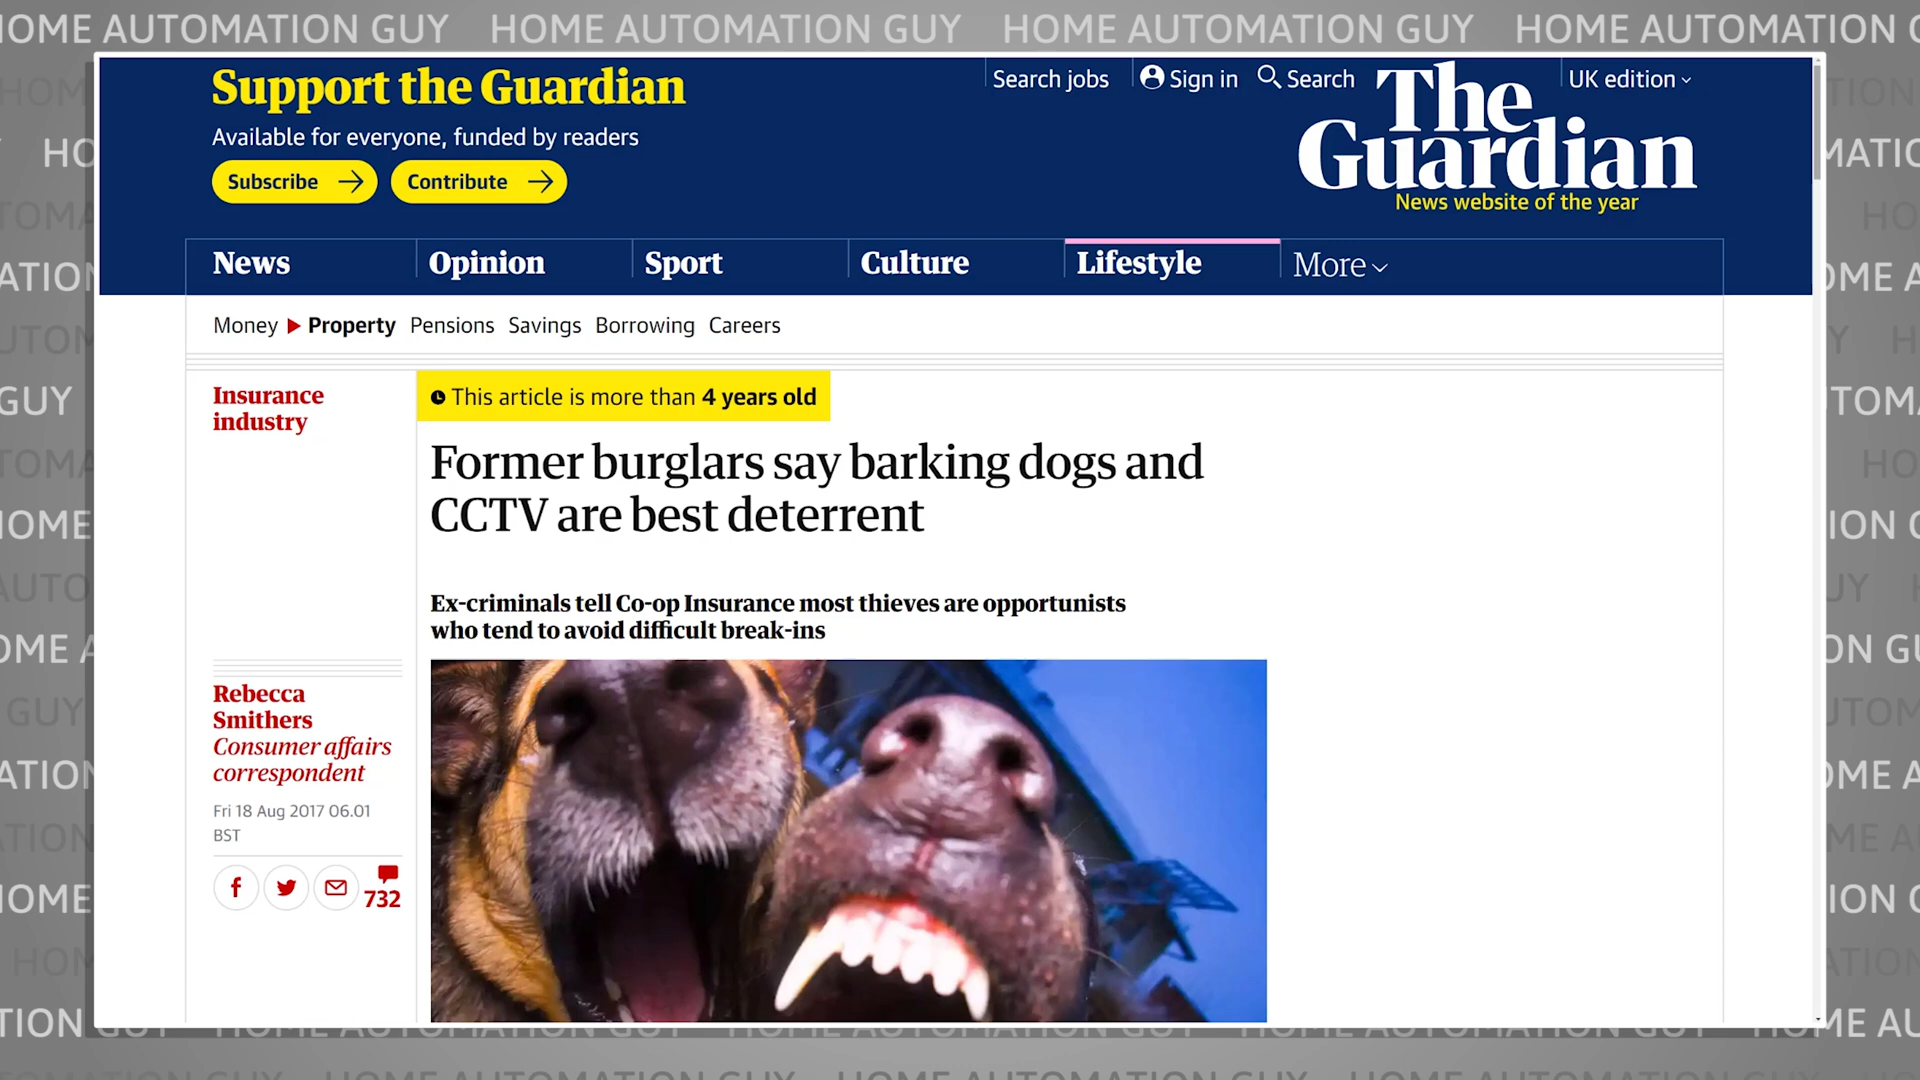 HOME AUTOMATION GUY HOME AUTOMATION GUY HOME AUTOMATION GUY HOME AUTOMATION
Support the Guardian
Available for everyone, funded by readers
Subscribe
Contribute
Search jobs
Sign in
Search
UK edition
The
Guardian
News website of the year
News
Opinion
Sport
Culture
Lifestyle
More
Money Property Pensions Savings Borrowing Careers
Insurance
industry
This article is more than 4 years old
Former burglars say barking dogs and
CCTV are best deterrent
Ex-criminals tell Co-op Insurance most thieves are opportunists
who tend to avoid difficult break-ins
Rebecca
Smithers
Consumer affairs
correspondent
Fri 18 Aug 2017 06.01
BST
732